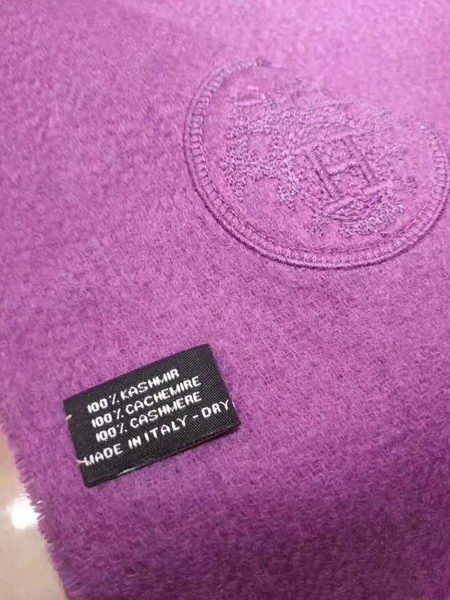 H
100% KASHMIR
100% CACHEMIRE
100% CASHMERE
MADE IN ITALY - DRY